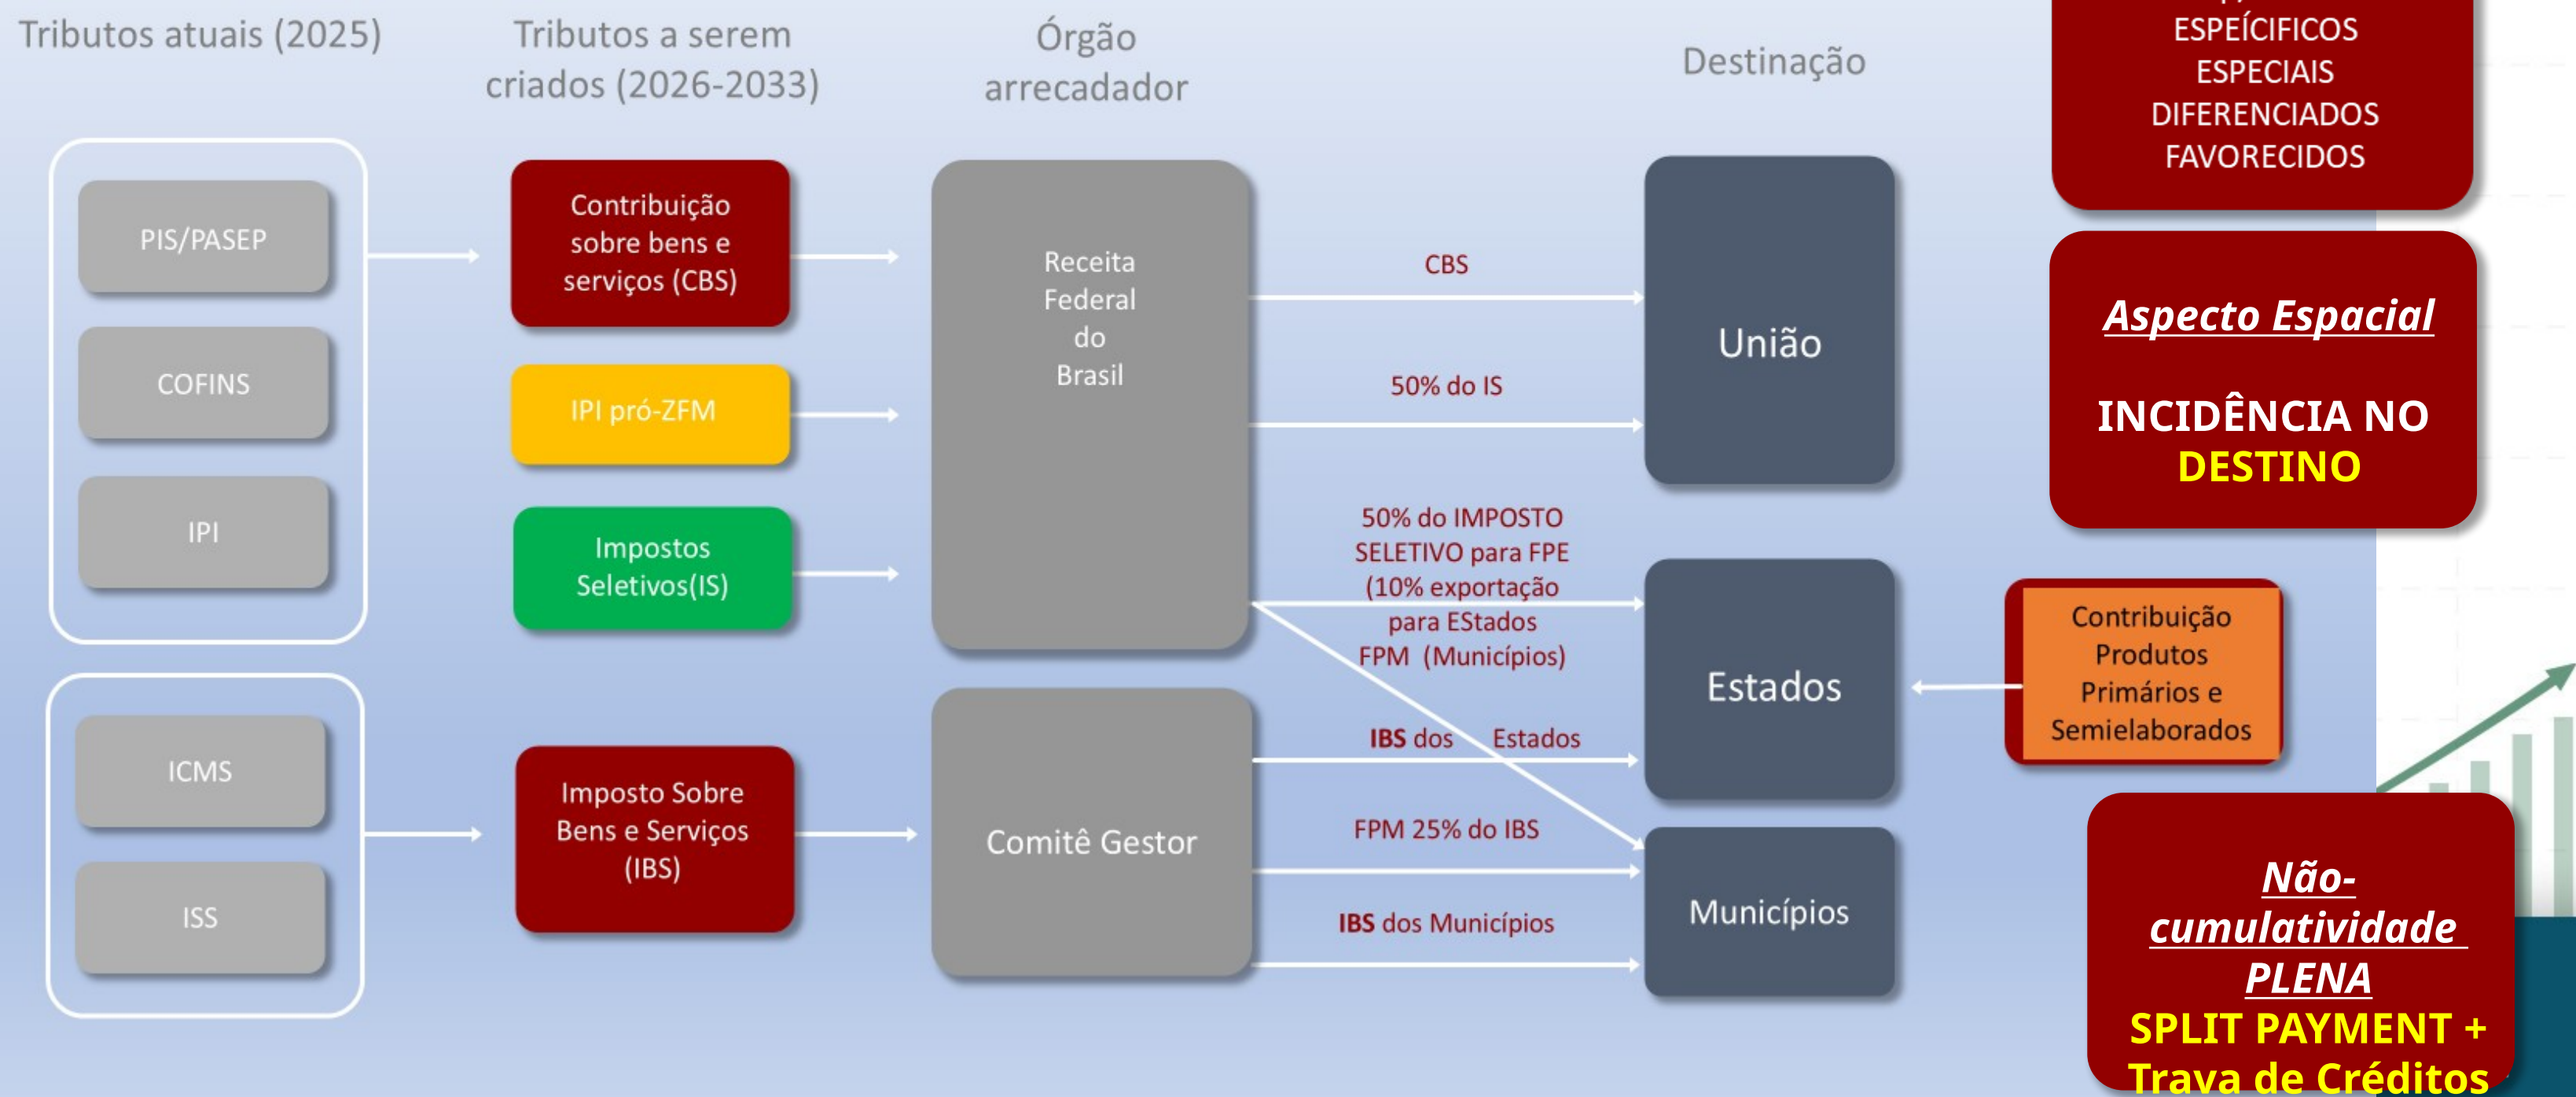 Tributos atuais (2025)
Tributos a serem
criados (2026-2033)
Órgão
arrecadador
Destinação
PIS/PASEP
COFINS
IPI
ICMS
ISS
Contribuição
sobre bens e
serviços (CBS)
IPI pró-ZFM
Impostos
Seletivos(IS)
Imposto Sobre
Bens e Serviços
(IBS)
Receita
Federal
do
Brasil
Comitê Gestor
CBS
50% do IS
50% do IMPOSTO
SELETIVO para FPE
(10% exportação
para EStados
FPM (Municípios)
IBS dos Estados
FPM 25% do IBS
IBS dos Municípios
União
Estados
Municípios
ESPEÍCIFICOS
ESPECIAIS
DIFERENCIADOS
FAVORECIDOS
Aspecto Espacial
INCIDÊNCIA NO
DESTINO
Contribuição
Produtos
Primários e
Semielaborados
Não-
cumulatividade
PLENA
SPLIT PAYMENT +
Trava de Créditos